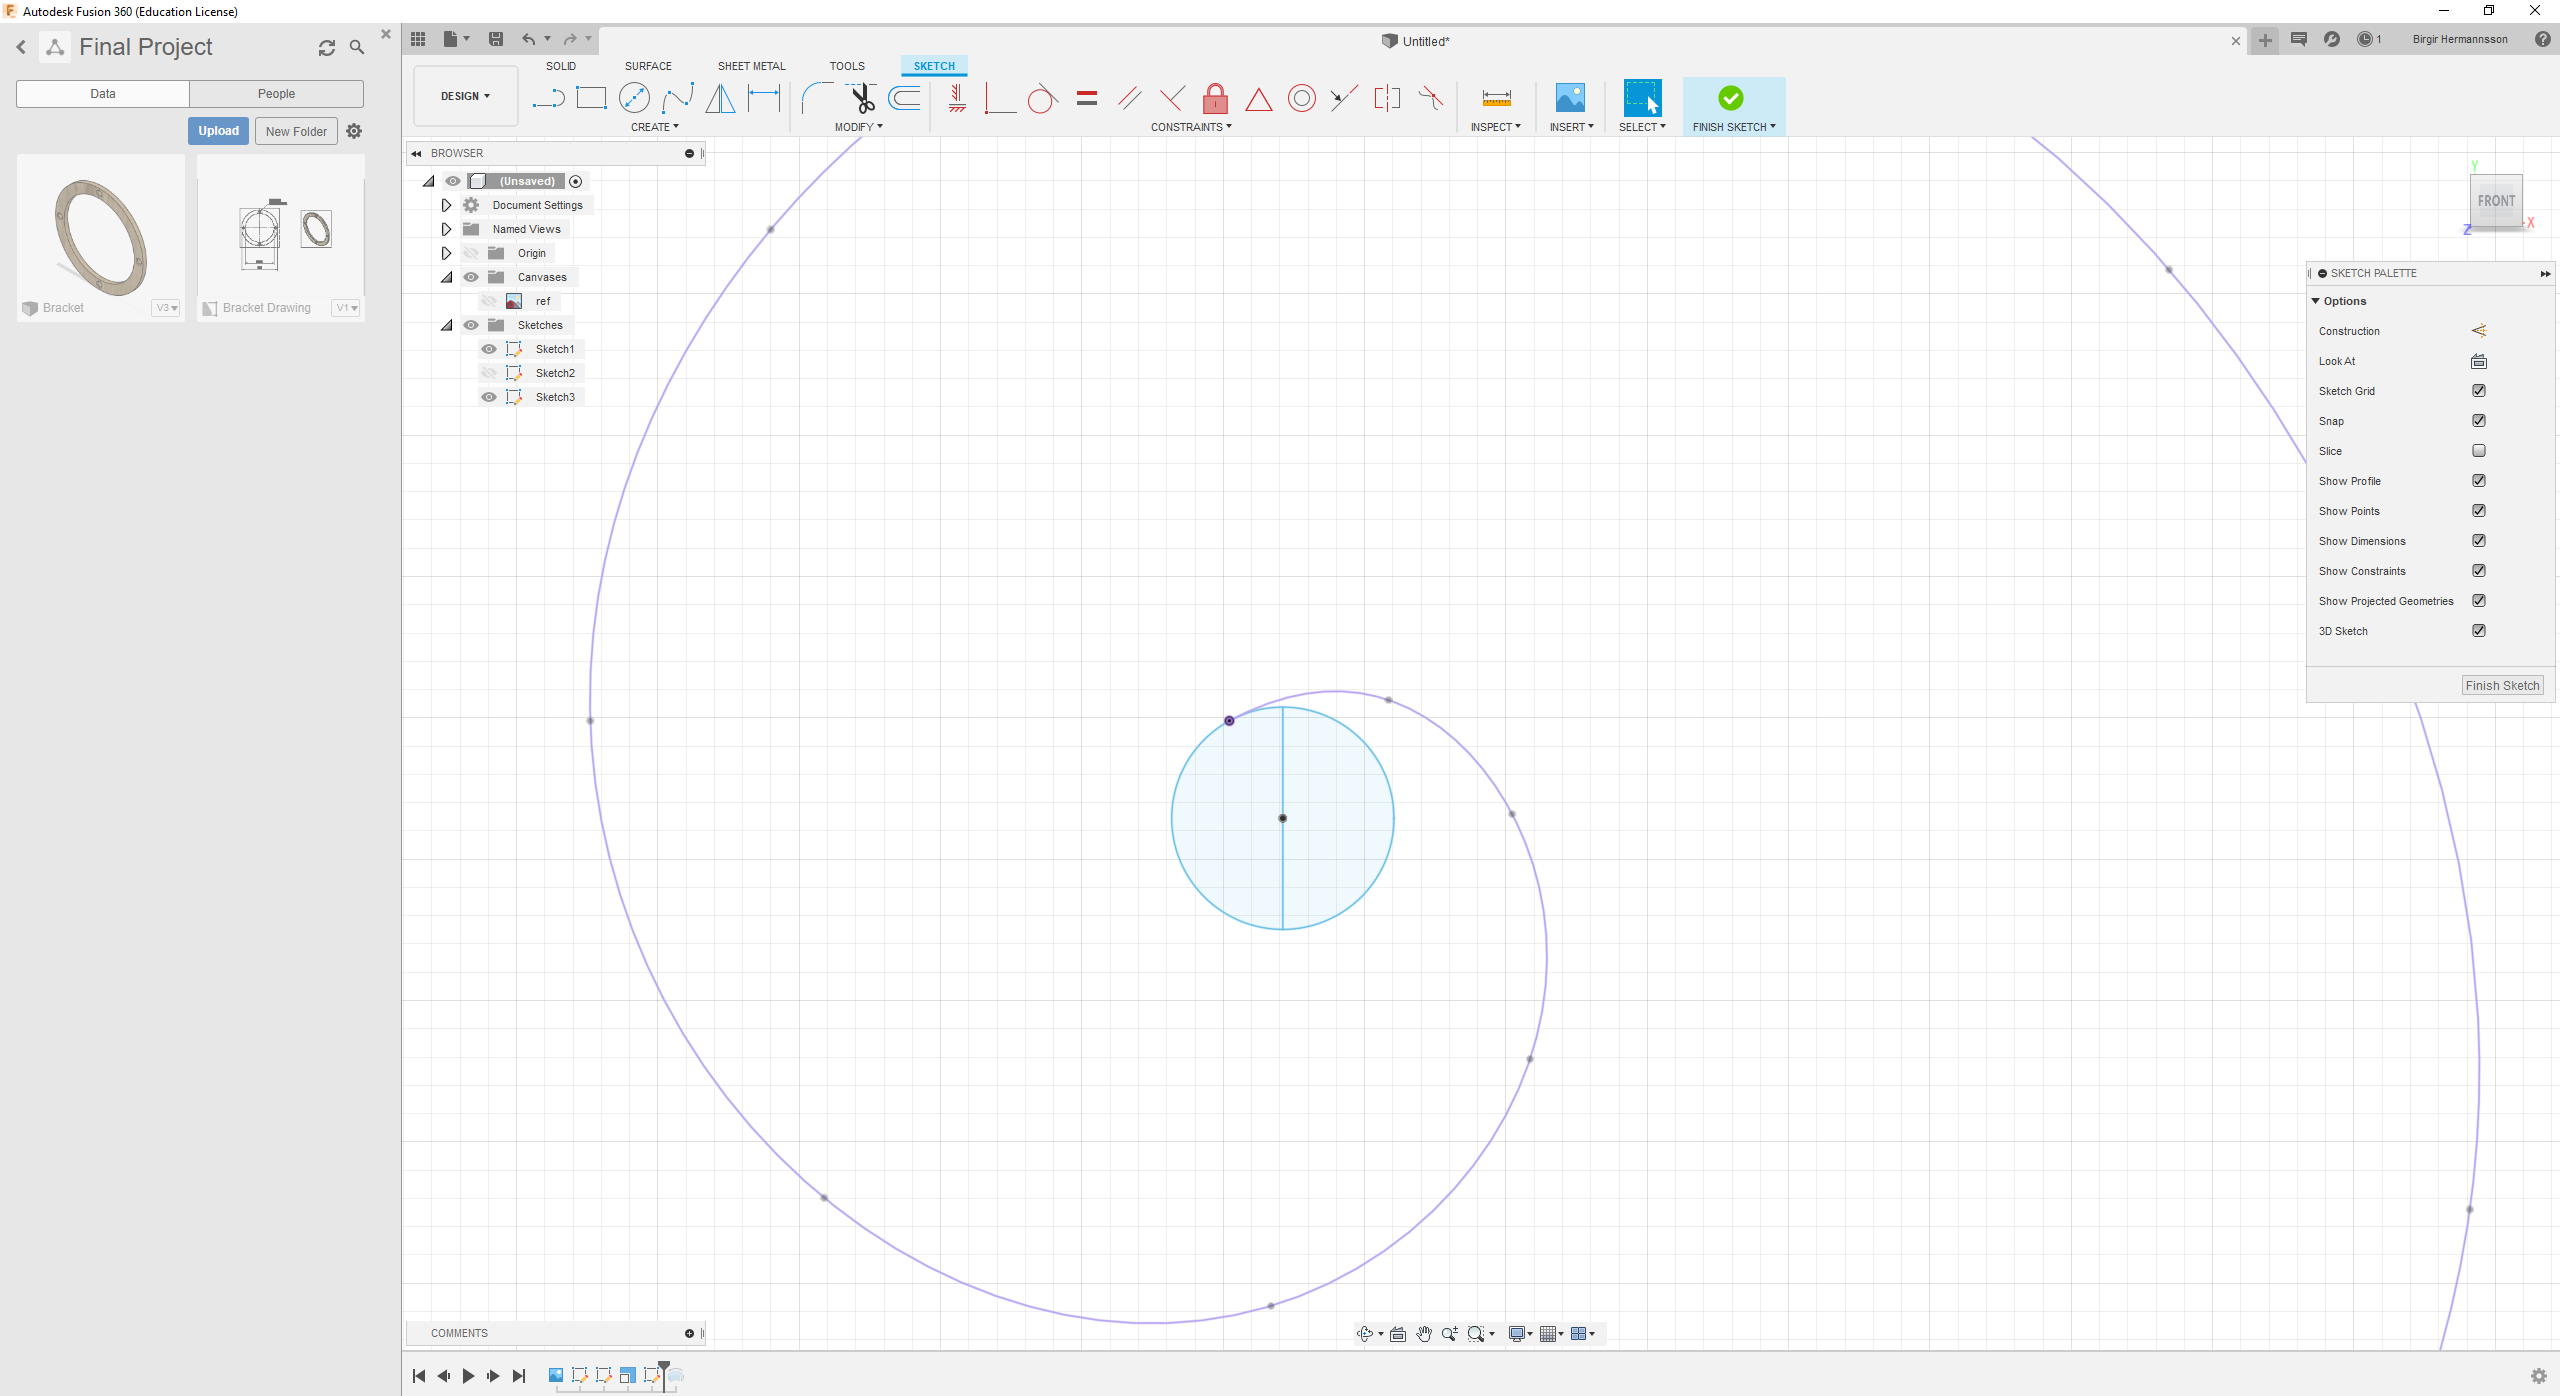 Autodesk Fusion 360 (Education License)
Final Project
Data
People
Upload
New Folder
Bracket
V3
Bracket Drawing
V1
Untitled*
1
Birgir Hermannsson
DESIGN
SOLID
SURFACE
SHEET METAL
TOOLS
SKETCH
CREATE
MODIFY
CONSTRAINTS
INSPECT
INSERT
SELECT
FINISH SKETCH
BROWSER
(Unsaved)
Document Settings
Named Views
Origin
Canvases
ref
Sketches
Sketch1
Sketch2
Sketch3
Y
FRONT
X
Z
SKETCH PALETTE
Options
Construction
Look At
Sketch Grid
Snap
Slice
Show Profile
Show Points
Show Dimensions
Show Constraints
Show Projected Geometries
3D Sketch
Finish Sketch
COMMENTS